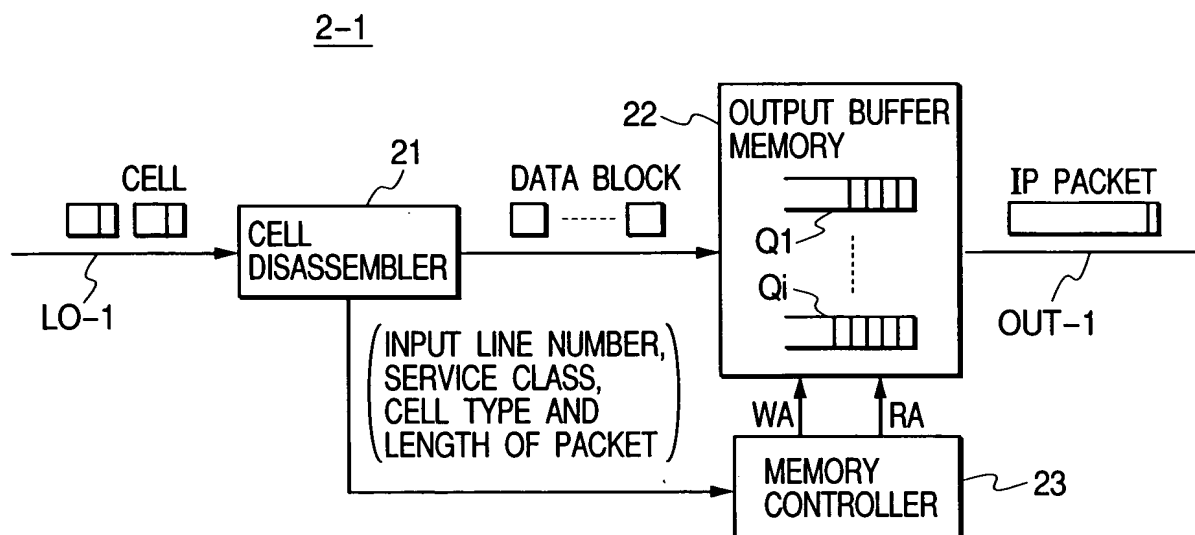 2-1
CELL
LO-1
21
CELL
DISASSEMBLER
DATA BLOCK
(INPUT LINE NUMBER,
SERVICE CLASS,
CELL TYPE AND
LENGTH OF PACKET)
22
OUTPUT BUFFER
MEMORY
Q1
Qi
IP PACKET
OUT-1
WA
RA
MEMORY
CONTROLLER
23